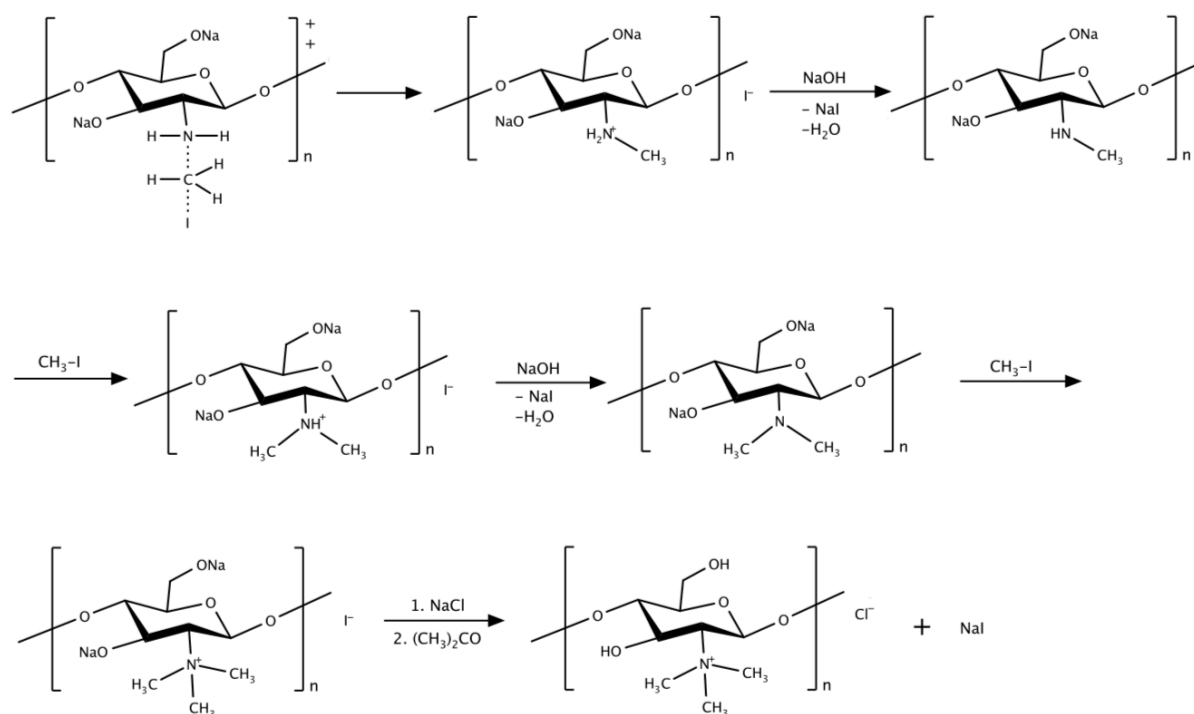 ONa
O
O
O
NaO
H–N–H
H–C
H
H
I
++
n
ONa
O
O
O
NaO
H₂N⁺
CH₃
n
I⁻
NaOH
– NaI
–H₂O
ONa
O
O
O
NaO
HN
CH₃
n
CH₃–I
ONa
O
O
O
NaO
NH⁺
H₃C
CH₃
n
I⁻
NaOH
– NaI
–H₂O
ONa
O
O
O
NaO
N
H₃C
CH₃
n
CH₃–I
ONa
O
O
O
NaO
N⁺
H₃C
CH₃
CH₃
n
I⁻
1. NaCl
2. (CH₃)₂CO
OH
O
O
O
HO
N⁺
H₃C
CH₃
CH₃
n
Cl⁻
+ NaI